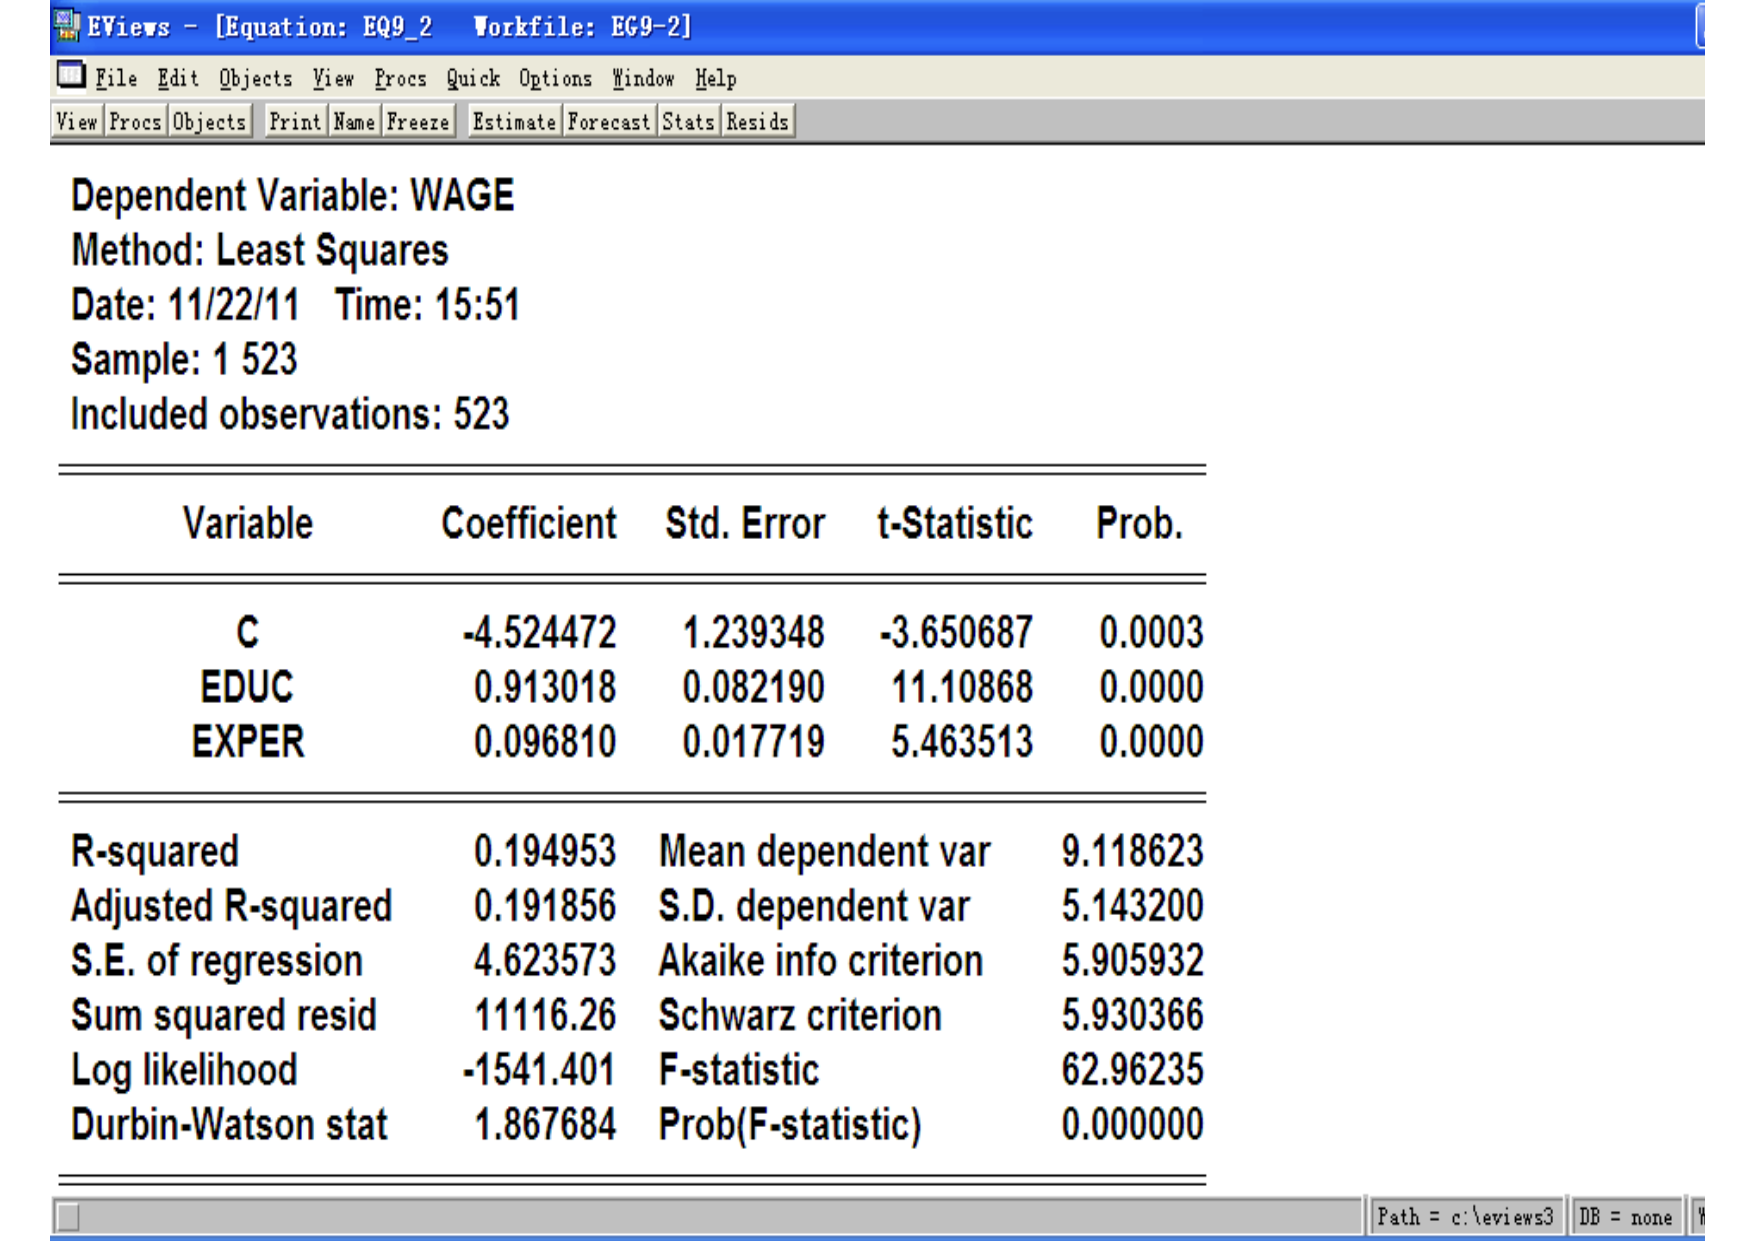 EViews - [Equation: EQ9_2 Workfile: EG9-2]
File Edit Objects View Procs Quick Options Window Help
View Procs Objects Print Name Freeze Estimate Forecast Stats Resids
Dependent Variable: WAGE
Method: Least Squares
Date: 11/22/11 Time: 15:51
Sample: 1 523
Included observations: 523
Variable Coefficient Std. Error t-Statistic Prob.
C -4.524472 1.239348 -3.650687 0.0003
EDUC 0.913018 0.082190 11.10868 0.0000
EXPER 0.096810 0.017719 5.463513 0.0000
R-squared 0.194953 Mean dependent var 9.118623
Adjusted R-squared 0.191856 S.D. dependent var 5.143200
S.E. of regression 4.623573 Akaike info criterion 5.905932
Sum squared resid 11116.26 Schwarz criterion 5.930366
Log likelihood -1541.401 F-statistic 62.96235
Durbin-Watson stat 1.867684 Prob(F-statistic) 0.000000
Path = c:\eviews3 DB = none